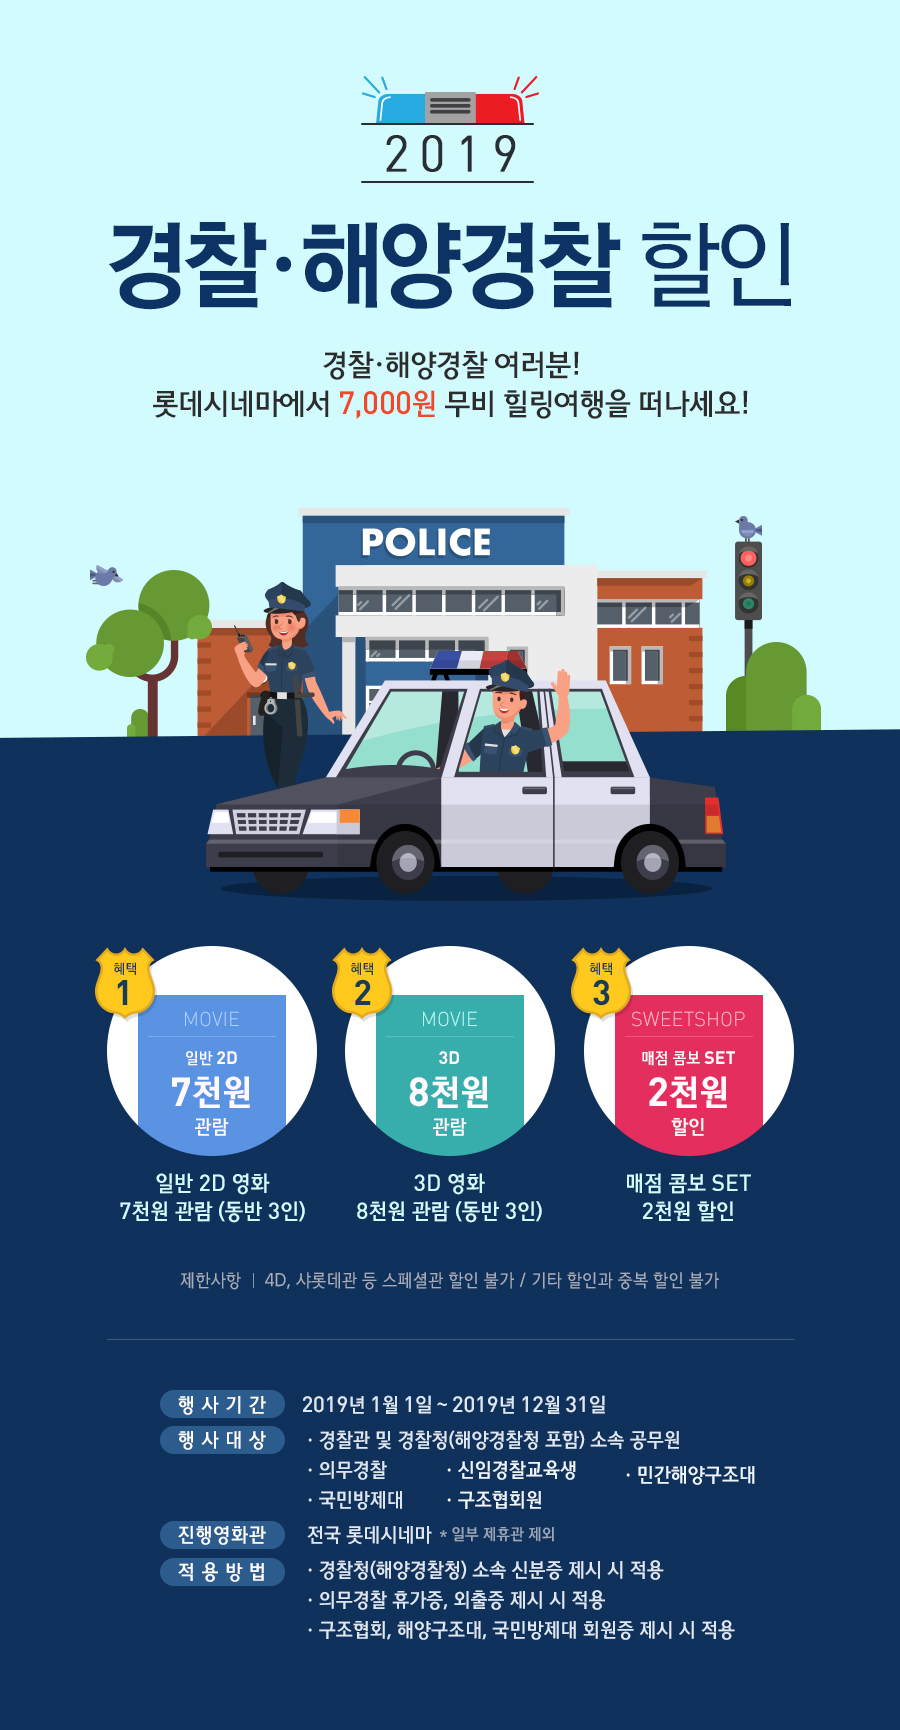 2019
경찰·해양경찰 할인
경찰·해양경찰 여러분!
롯데시네마에서 7,000원 무비 힐링여행을 떠나세요!
POLICE
혜택
1
MOVIE
일반 2D
7천원
관람
일반 2D 영화
7천원 관람 (동반 3인)
혜택
2
MOVIE
3D
8천원
관람
3D 영화
8천원 관람 (동반 3인)
혜택
3
SWEETSHOP
매점 콤보 SET
2천원
할인
매점 콤보 SET
2천원 할인
제한사항 | 4D, 샤롯데관 등 스페셜관 할인 불가 / 기타 할인과 중복 할인 불가
행사기간 2019년 1월 1일 ~ 2019년 12월 31일
행사대상 · 경찰관 및 경찰청(해양경찰청 포함) 소속 공무원
· 의무경찰 · 신임경찰교육생 · 민간해양구조대
· 국민방제대 · 구조협회원
진행영화관 전국 롯데시네마 * 일부 제휴관 제외
적용방법 · 경찰청(해양경찰청) 소속 신분증 제시 시 적용
· 의무경찰 휴가증, 외출증 제시 시 적용
· 구조협회, 해양구조대, 국민방제대 회원증 제시 시 적용